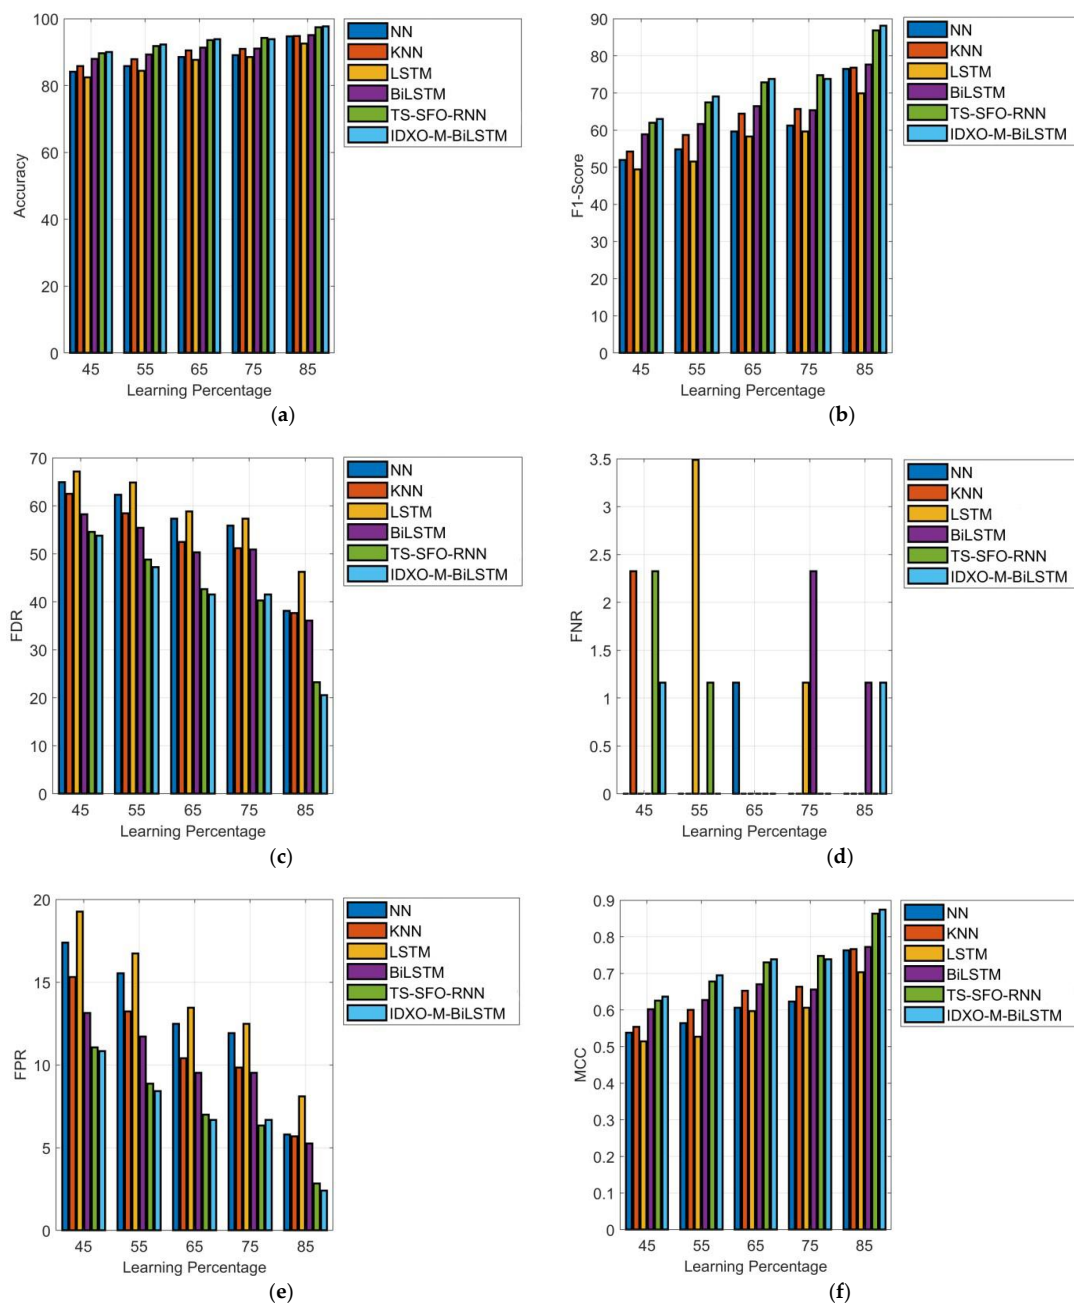 100
80
60
40
20
0
Accuracy
45 55 65 75 85
Learning Percentage
NN
KNN
LSTM
BiLSTM
TS-SFO-RNN
IDXO-M-BiLSTM
(a)
90
80
70
60
50
40
30
20
10
0
F1-Score
45 55 65 75 85
Learning Percentage
NN
KNN
LSTM
BiLSTM
TS-SFO-RNN
IDXO-M-BiLSTM
(b)
70
60
50
40
30
20
10
0
FDR
45 55 65 75 85
Learning Percentage
NN
KNN
LSTM
BiLSTM
TS-SFO-RNN
IDXO-M-BiLSTM
(c)
3.5
3
2.5
2
1.5
1
0.5
0
FNR
45 55 65 75 85
Learning Percentage
NN
KNN
LSTM
BiLSTM
TS-SFO-RNN
IDXO-M-BiLSTM
(d)
20
15
10
5
0
FPR
45 55 65 75 85
Learning Percentage
NN
KNN
LSTM
BiLSTM
TS-SFO-RNN
IDXO-M-BiLSTM
(e)
0.9
0.8
0.7
0.6
0.5
0.4
0.3
0.2
0.1
0
MCC
45 55 65 75 85
Learning Percentage
NN
KNN
LSTM
BiLSTM
TS-SFO-RNN
IDXO-M-BiLSTM
(f)